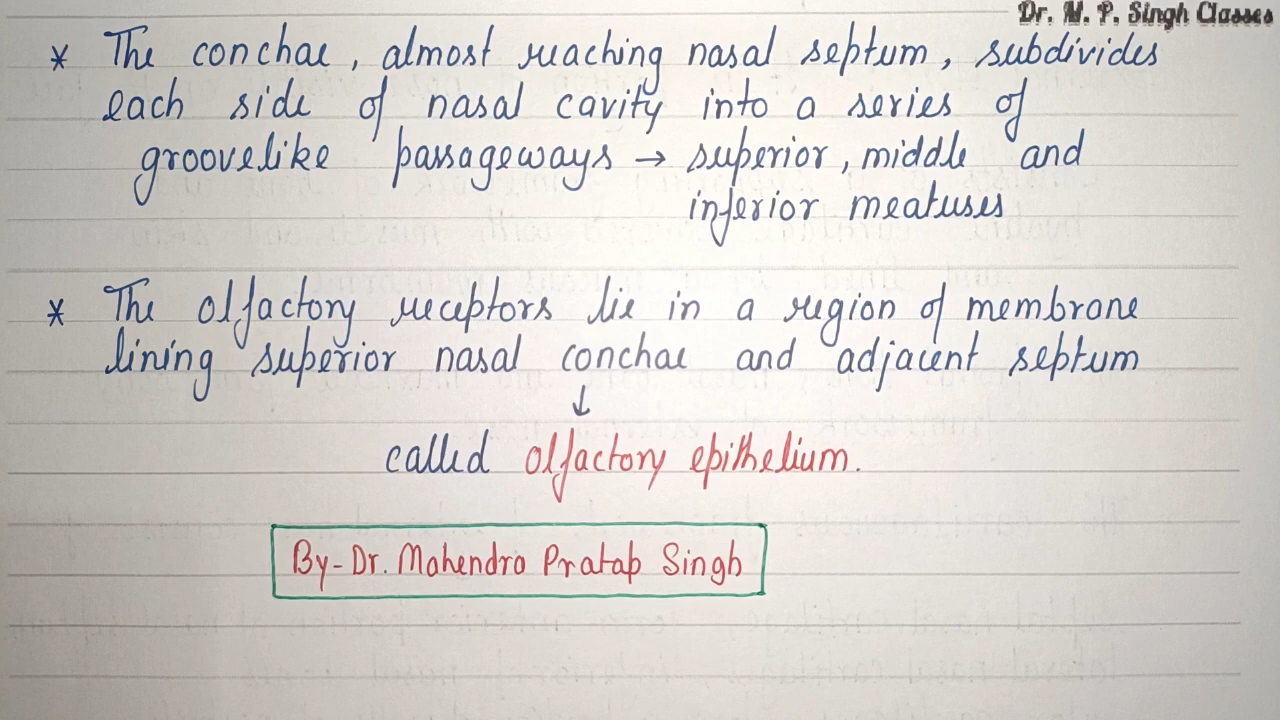 Dr. M. P. Singh Classes
* The conchae, almost reaching nasal septum, subdivides
each side of nasal cavity into a series of
groovelike passageways → superior, middle and
inferior meatuses
* The olfactory receptors lie in a region of membrane
lining superior nasal conchae and adjacent septum
↓
called olfactory epithelium.
By- Dr. Mahendra Pratap Singh